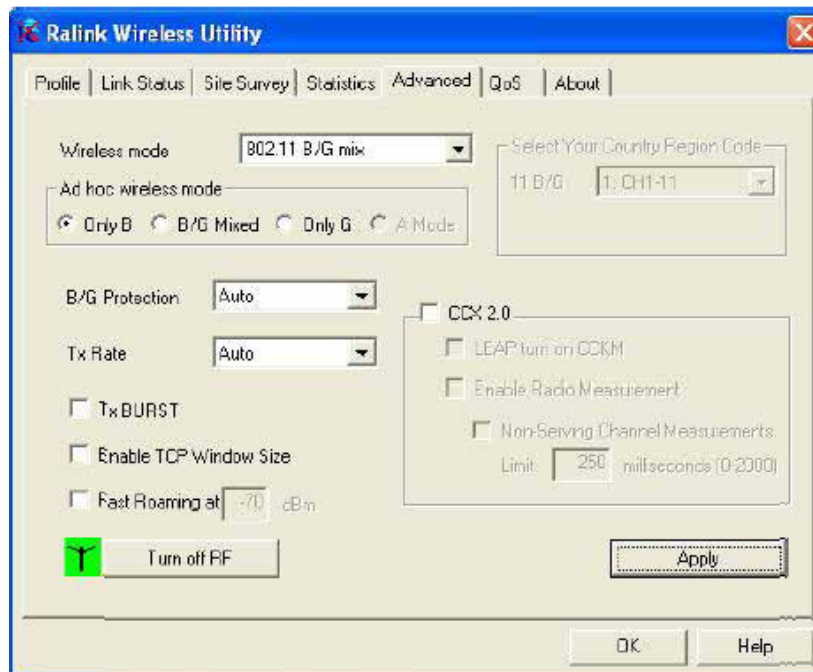 Ralink Wireless Utility
Profile Link Status Site Survey Statistics Advanced QoS About
Wireless mode 802.11 B/G mix
Select Your Country Region Code
11 B/G 1: CH1-11
Ad hoc wireless mode
Only B B/G Mixed Only G A Mode
B/G Protection Auto
CCX 2.0
Tx Rate Auto
LEAP turn on CCKM
Enable Radio Measurement
Tx BURST
Non-Serving Channel Measurements
Enable TCP Window Size
Limit 250 millseconds (0-2000)
Fast Roaming at -70 dBm
Turn off RF
Apply
OK Help